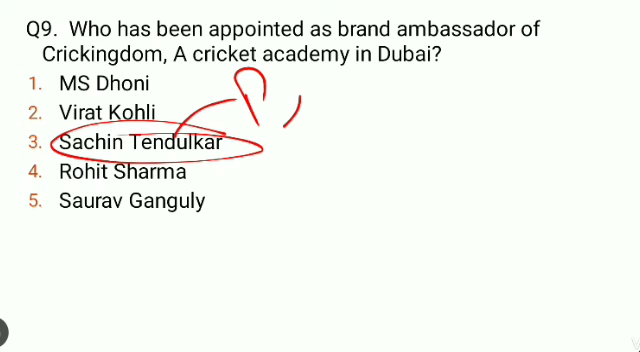 Q9. Who has been appointed as brand ambassador of
Crickingdom, A cricket academy in Dubai?
1. MS Dhoni
2. Virat Kohli
3. Sachin Tendulkar
4. Rohit Sharma
5. Saurav Ganguly